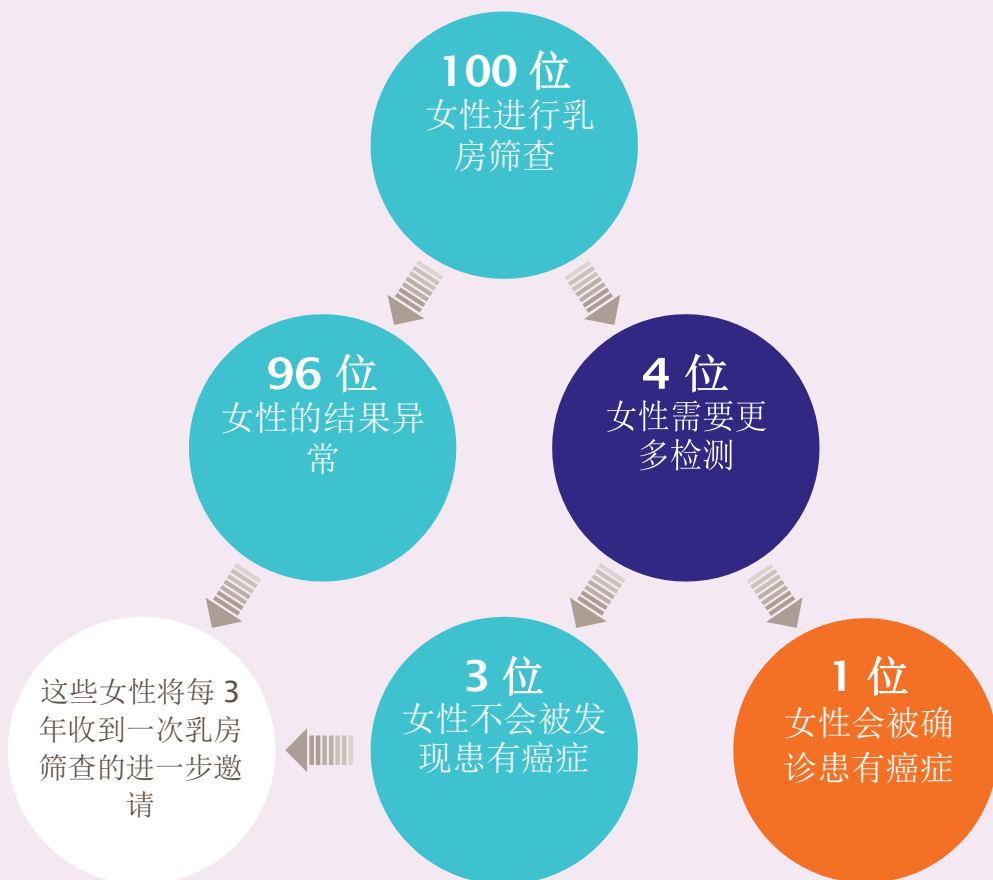 100 位
女性进行乳
房筛查
96 位
女性的结果异
常
4 位
女性需要更
多检测
这些女性将每 3
年收到一次乳房
筛查的进一步邀
请
3 位
女性不会被发
现患有癌症
1 位
女性会被确
诊患有癌症